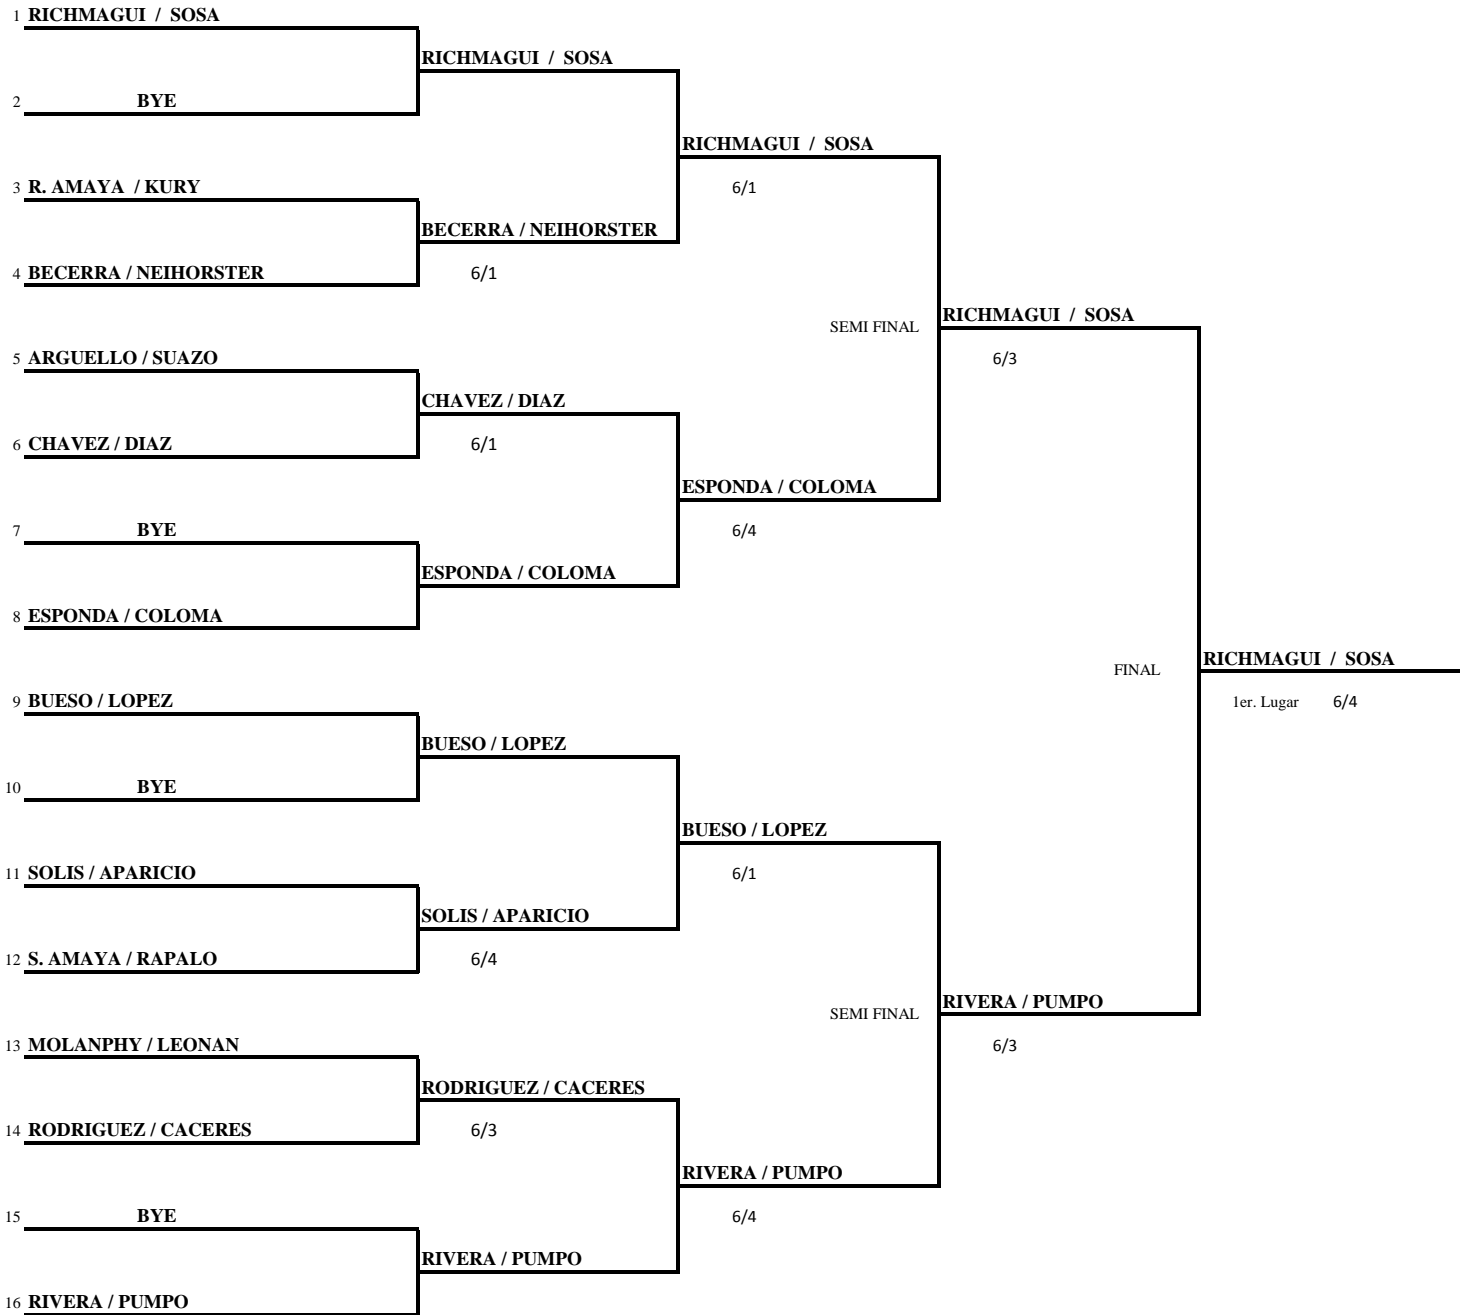 1 RICHMAGUI / SOSA
RICHMAGUI / SOSA
2 BYE
RICHMAGUI / SOSA
3 R. AMAYA / KURY
6/1
BECERRA / NEIHORSTER
4 BECERRA / NEIHORSTER
6/1
RICHMAGUI / SOSA
SEMI FINAL
5 ARGUELLO / SUAZO
6/3
CHAVEZ / DIAZ
6 CHAVEZ / DIAZ
6/1
ESPONDA / COLOMA
7 BYE
6/4
ESPONDA / COLOMA
8 ESPONDA / COLOMA
RICHMAGUI / SOSA
FINAL
9 BUESO / LOPEZ
1er. Lugar 6/4
BUESO / LOPEZ
10 BYE
BUESO / LOPEZ
11 SOLIS / APARICIO
6/1
SOLIS / APARICIO
12 S. AMAYA / RAPALO
6/4
RIVERA / PUMPO
SEMI FINAL
13 MOLANPHY / LEONAN
6/3
RODRIGUEZ / CACERES
14 RODRIGUEZ / CACERES
6/3
RIVERA / PUMPO
15 BYE
6/4
RIVERA / PUMPO
16 RIVERA / PUMPO